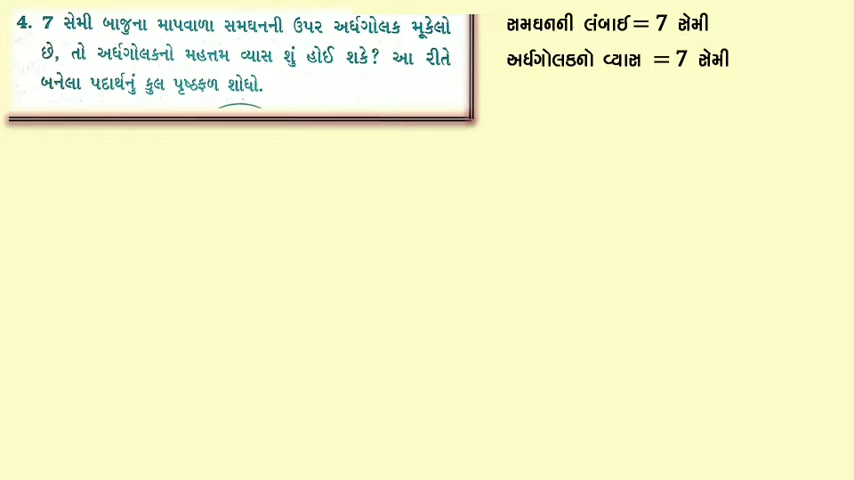 4. 7 સેમી બાજુના માપવાળા સમઘનની ઉપર અર્ધગોલક મૂકેલો
છે, તો અર્ધગોલકનો મહત્તમ વ્યાસ શું હોઈ શકે? આ રીતે
બનેલા પદાર્થનું કુલ પૃષ્ઠફળ શોધો.
સમઘનની લંબાઈ = 7 સેમી
અર્ધગોલકનો વ્યાસ = 7 સેમી